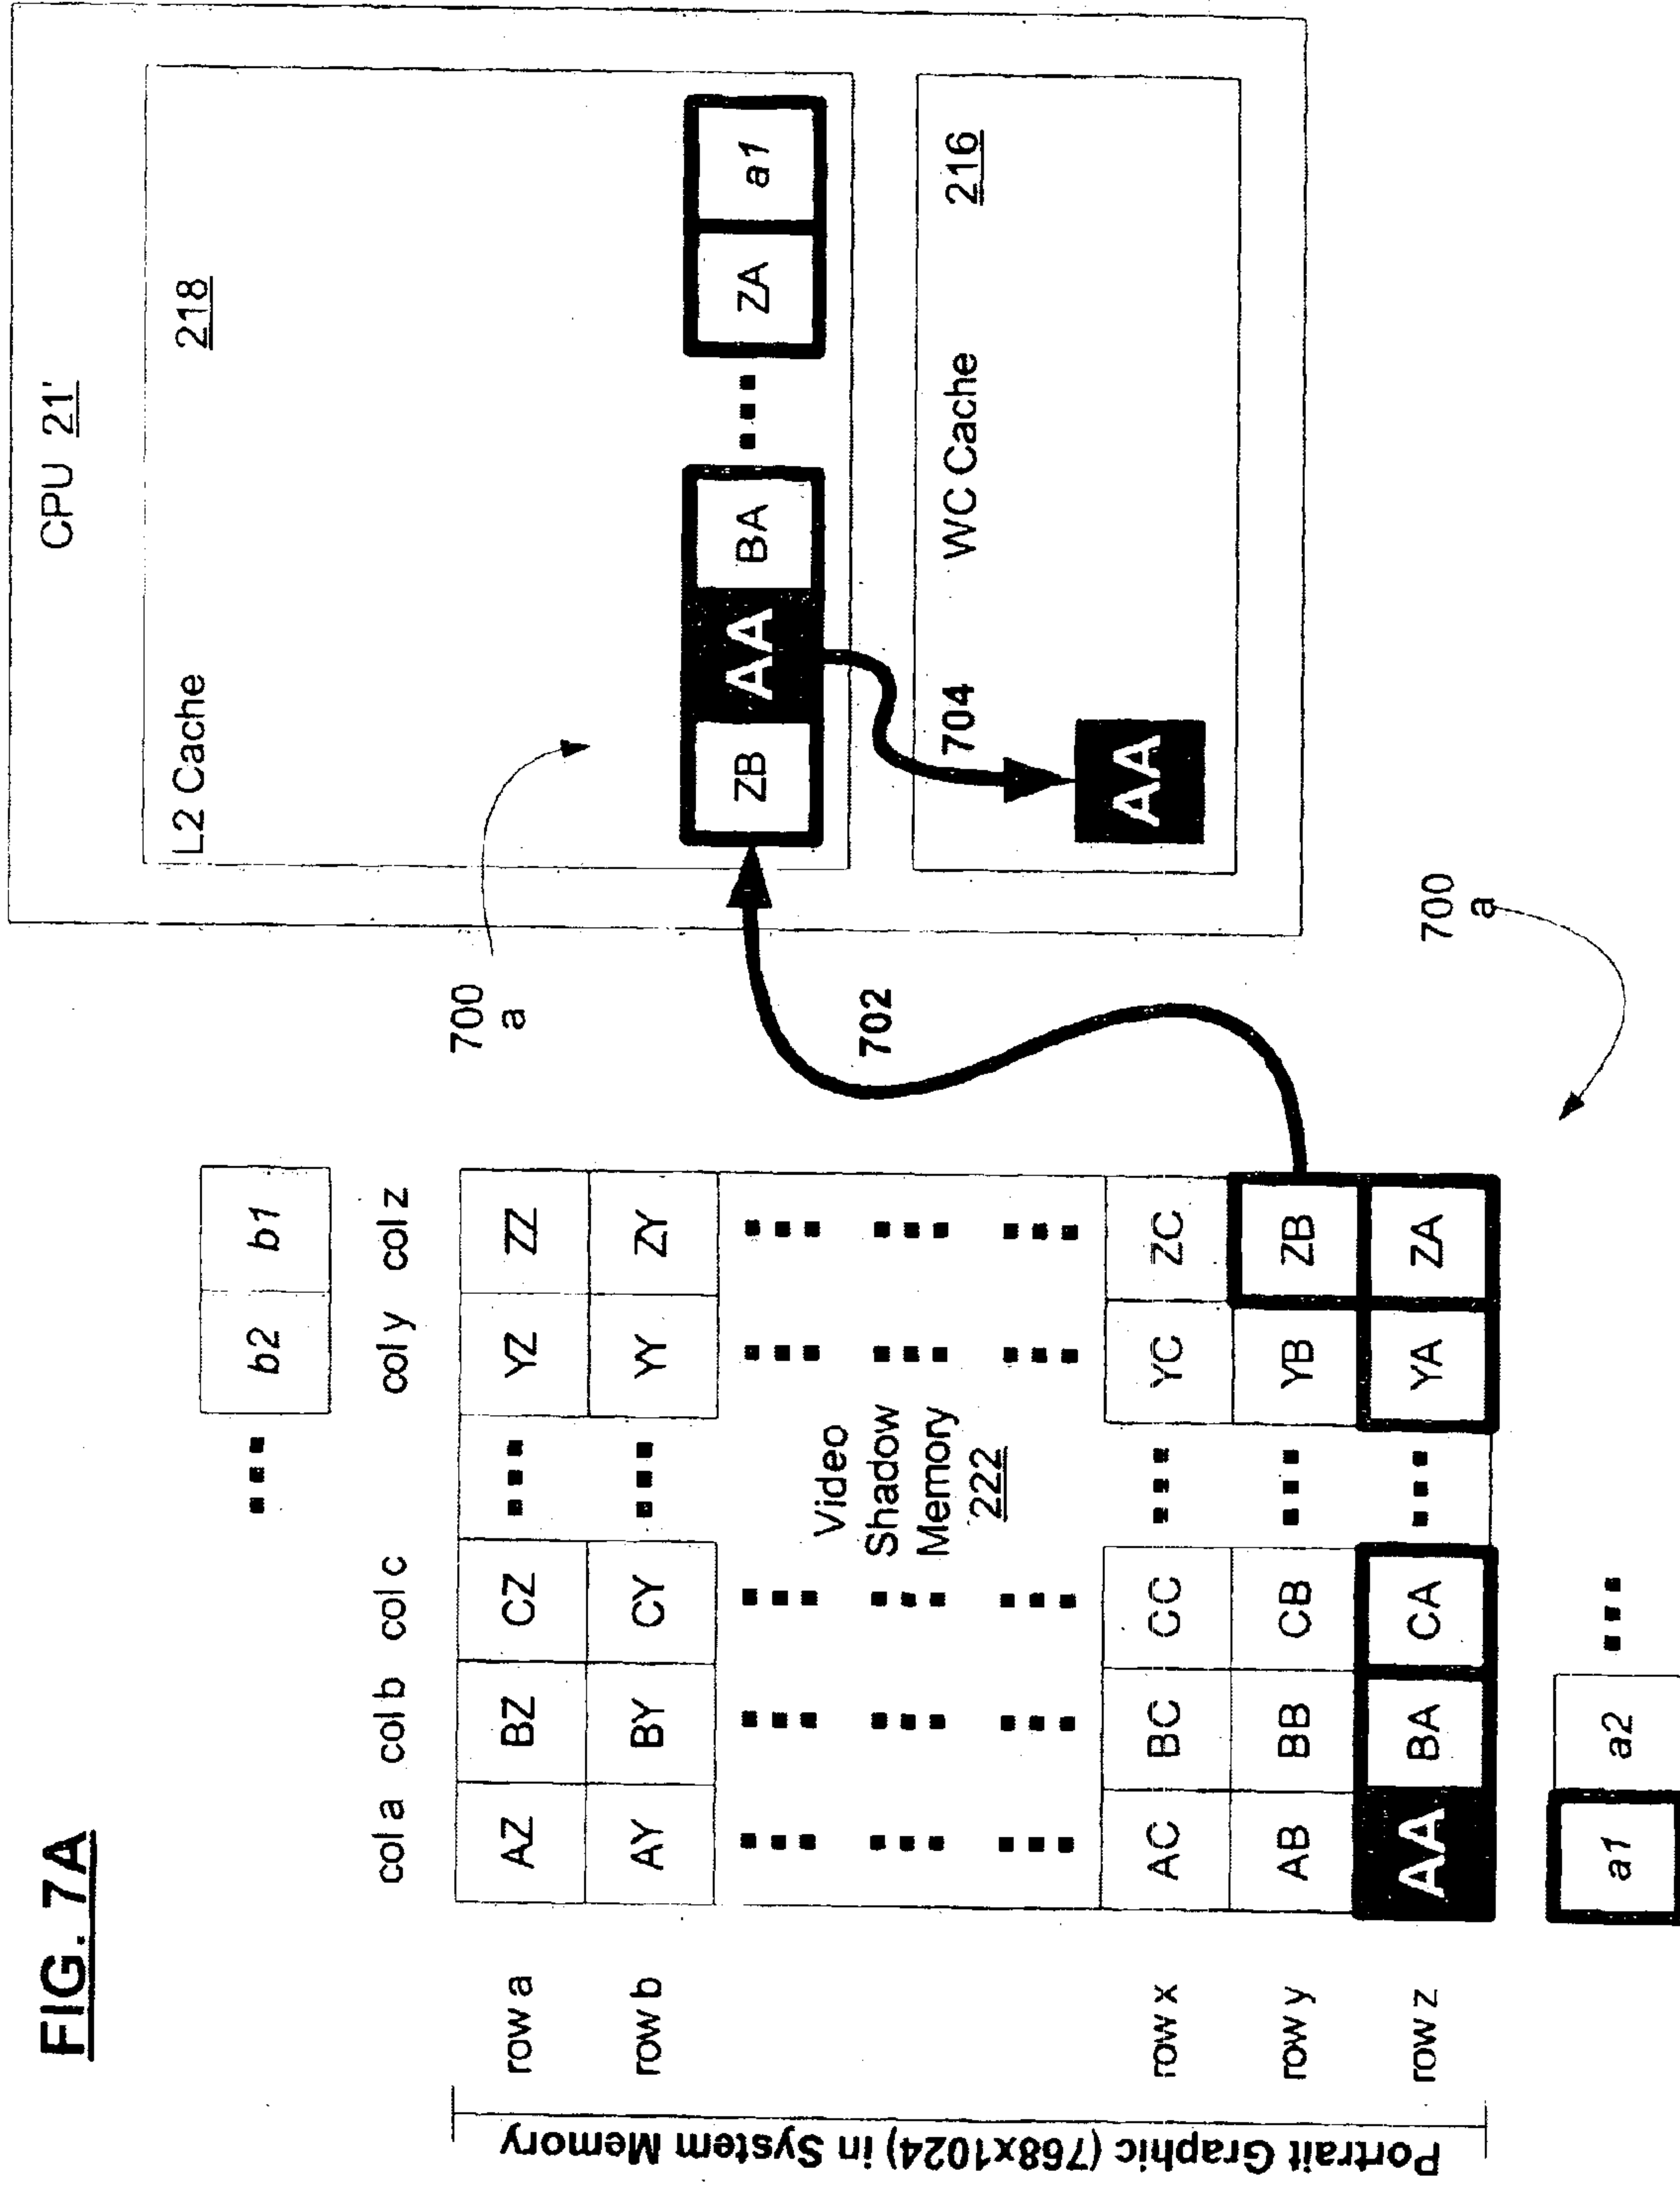 FIG. 7A
b2 b1
col a col b col c col y col z
row a AZ BZ CZ YZ ZZ
row b AY BY CY YY ZY
Video
Shadow
Memory
222
row x AC BC CC YC ZC
row y AB BB CB YB ZB
row z AA BA CA YA ZA
a1 a2
Portrait Graphic (768x1024) in System Memory
700
a
702
700
a
CPU 21'
L2 Cache 218
ZB AA BA ZA a1
704
WC Cache 216
AA